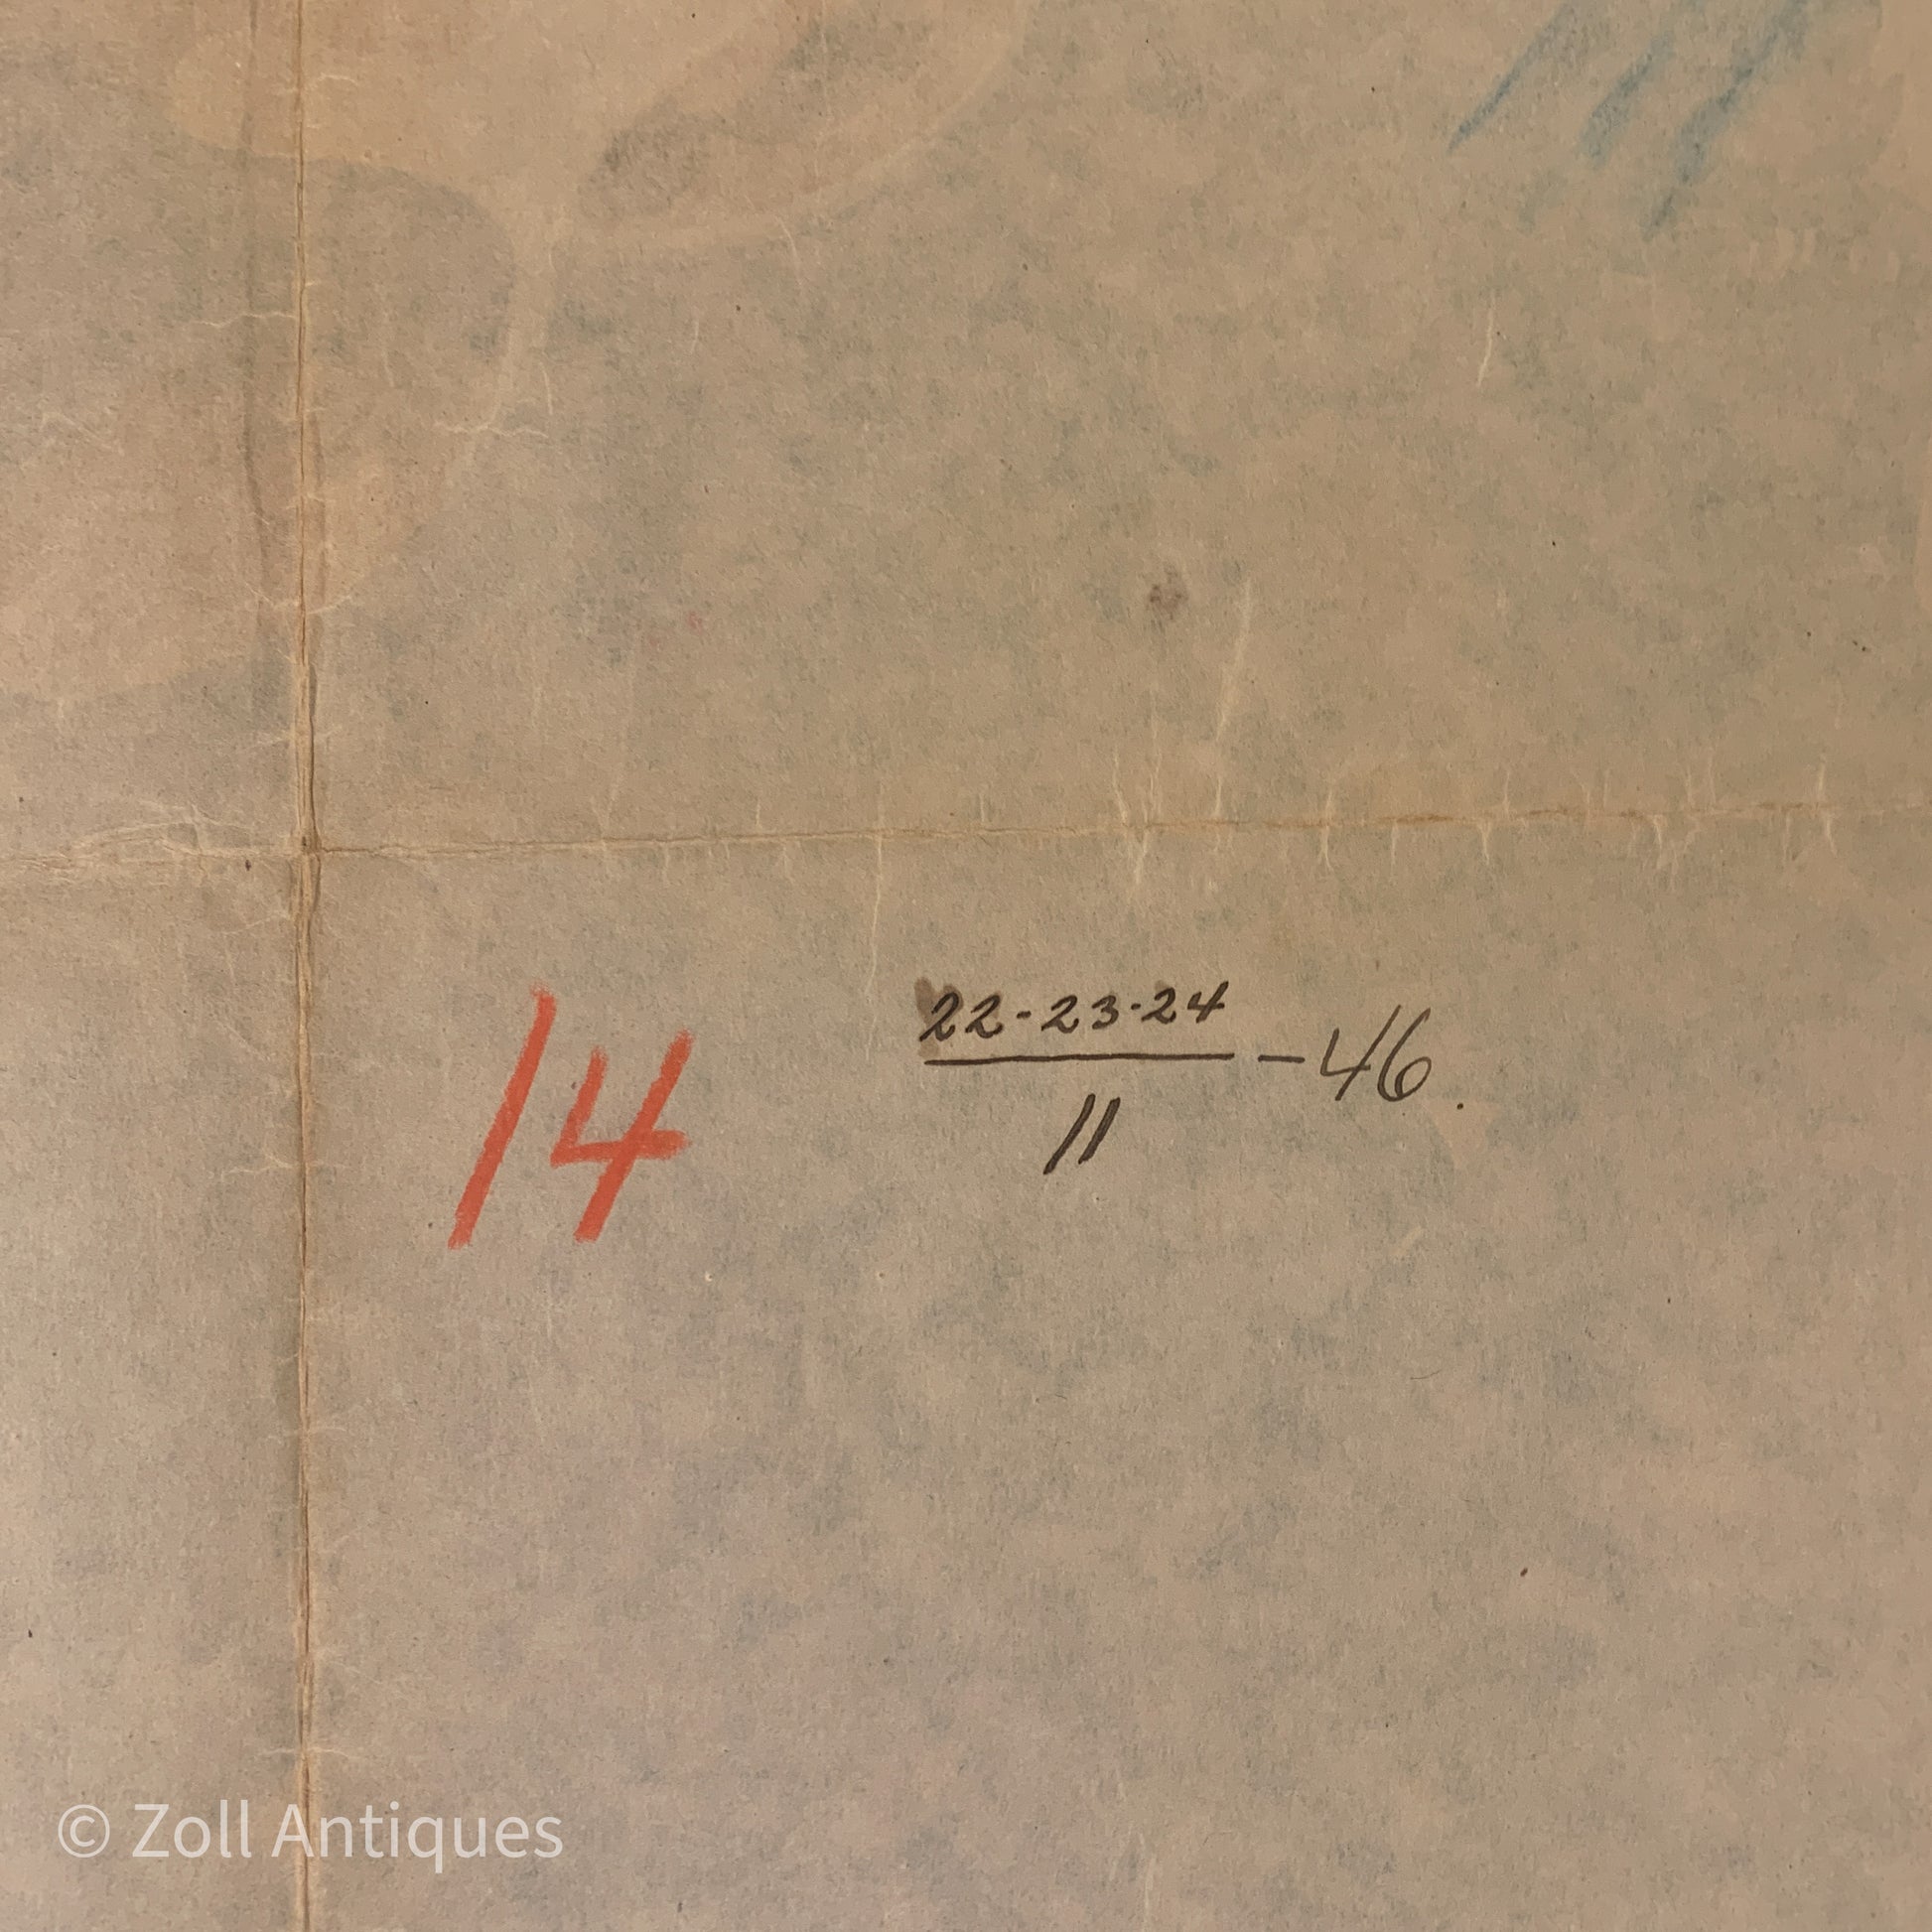 22-23-24
14 — 46.
11
© Zoll Antiques